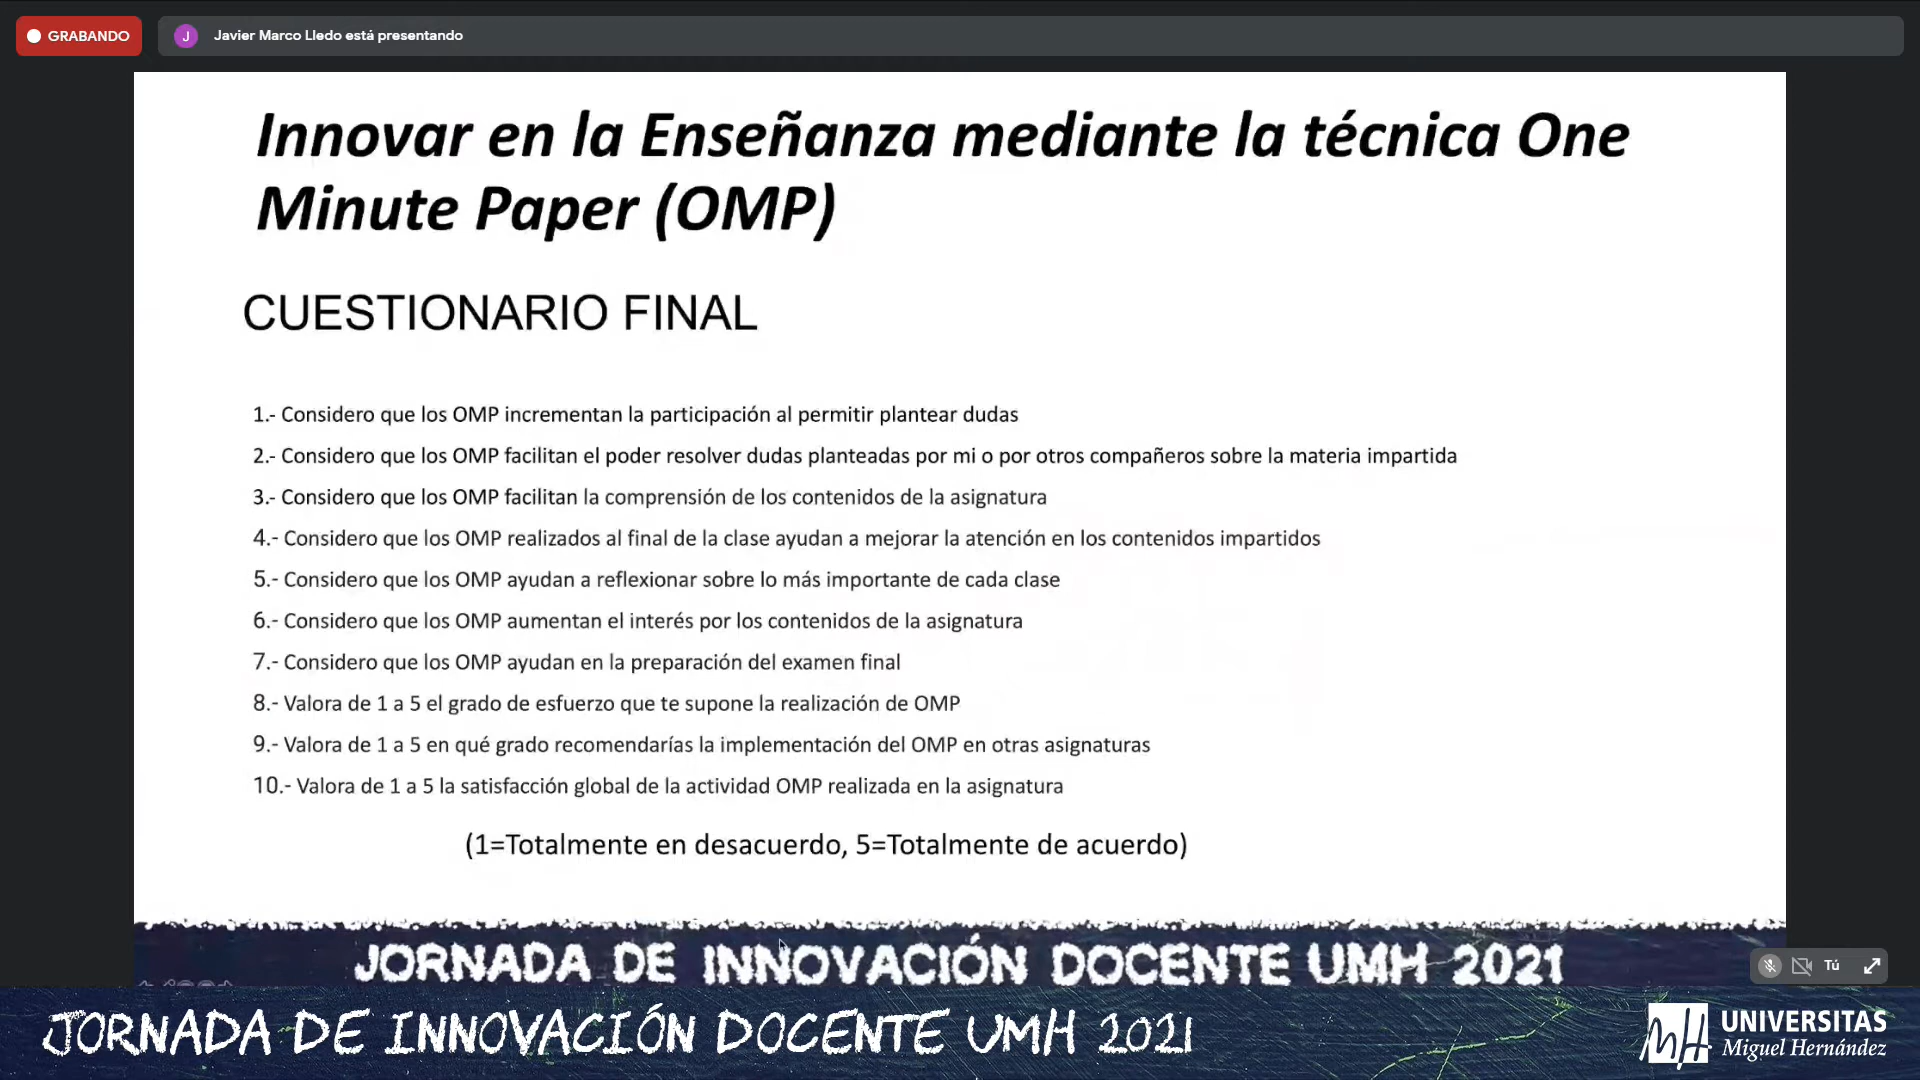 GRABANDO
J
Javier Marco Lledo está presentando
Innovar en la Enseñanza mediante la técnica One
Minute Paper (OMP)
CUESTIONARIO FINAL
1.- Considero que los OMP incrementan la participación al permitir plantear dudas
2.- Considero que los OMP facilitan el poder resolver dudas planteadas por mi o por otros compañeros sobre la materia impartida
3.- Considero que los OMP facilitan la comprensión de los contenidos de la asignatura
4.- Considero que los OMP realizados al final de la clase ayudan a mejorar la atención en los contenidos impartidos
5.- Considero que los OMP ayudan a reflexionar sobre lo más importante de cada clase
6.- Considero que los OMP aumentan el interés por los contenidos de la asignatura
7.- Considero que los OMP ayudan en la preparación del examen final
8.- Valora de 1 a 5 el grado de esfuerzo que te supone la realización de OMP
9.- Valora de 1 a 5 en qué grado recomendarías la implementación del OMP en otras asignaturas
10.- Valora de 1 a 5 la satisfacción global de la actividad OMP realizada en la asignatura
(1=Totalmente en desacuerdo, 5=Totalmente de acuerdo)
JORNADA DE INNOVACIÓN DOCENTE UMH 2021
Tú
JORNADA DE INNOVACIÓN DOCENTE UMH 2021
MH UNIVERSITAS
Miguel Hernández